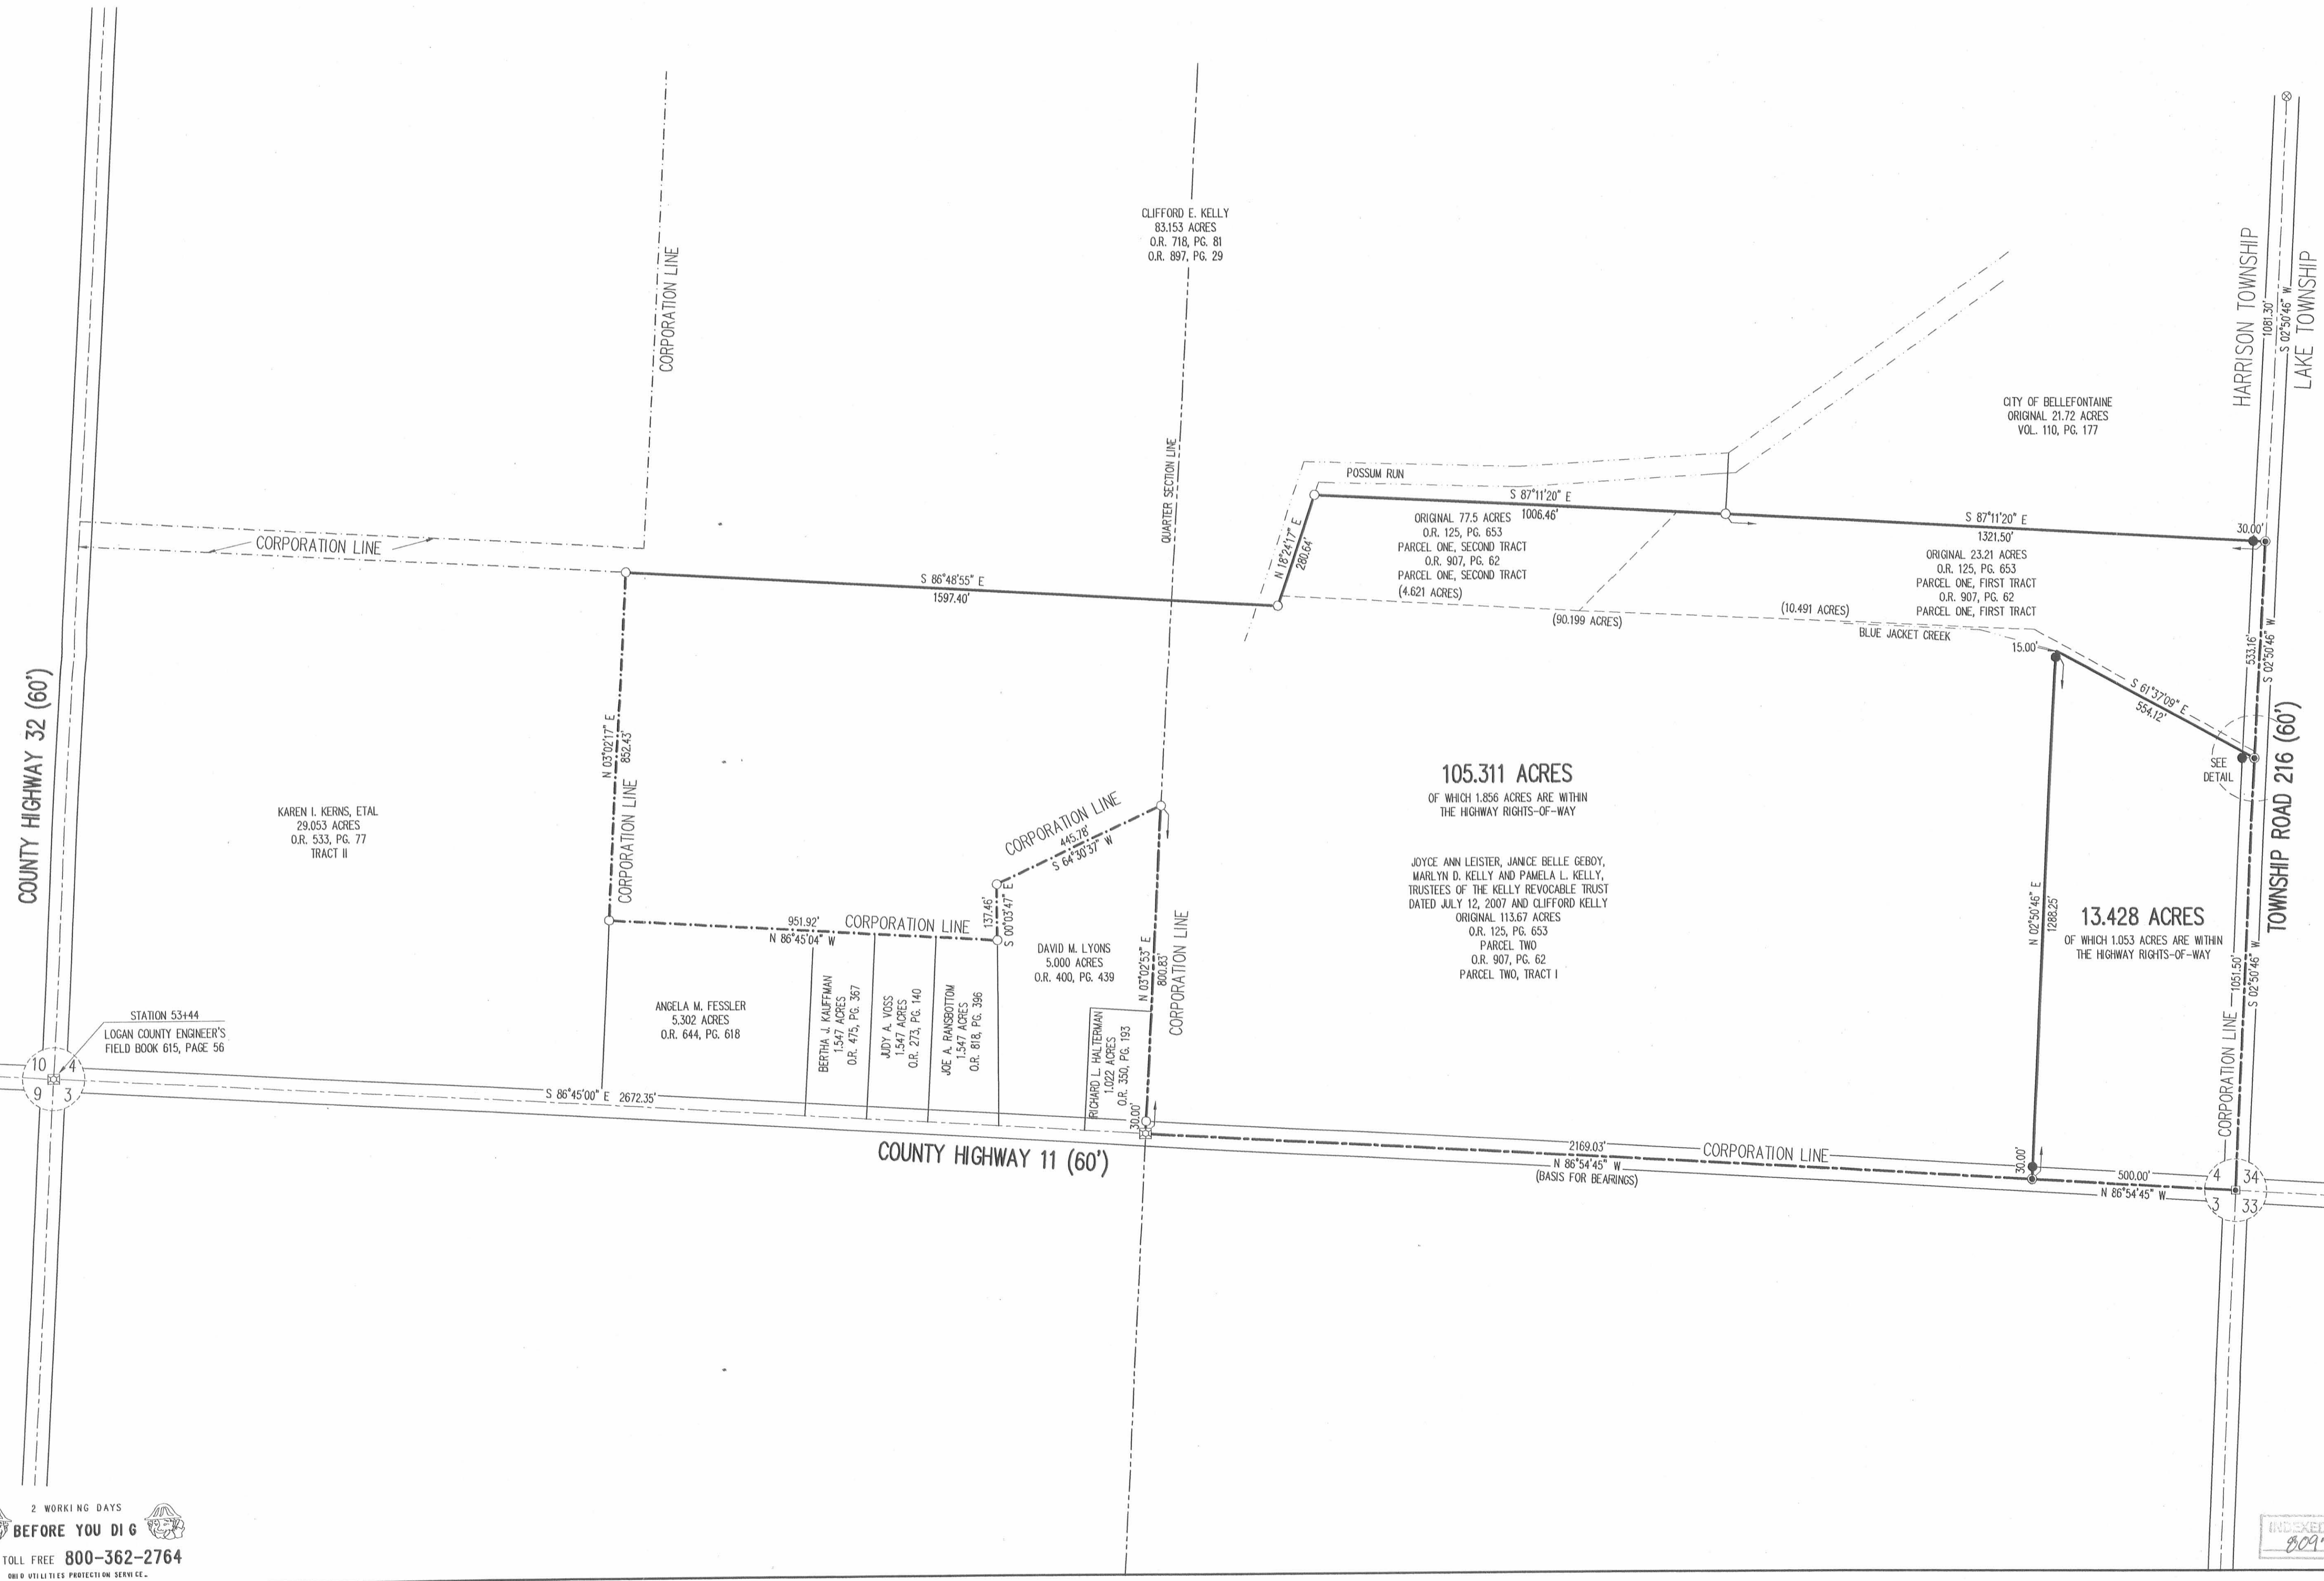 CLIFFORD E. KELLY
83.153 ACRES
O.R. 718, PG. 81
O.R. 897, PG. 29
CORPORATION LINE
QUARTER SECTION LINE
HARRISON TOWNSHIP
1081.30'
S 02°50'46" W
LAKE TOWNSHIP
CITY OF BELLEFONTAINE
ORIGINAL 21.72 ACRES
VOL. 110, PG. 177
POSSUM RUN
S 87°11'20" E
1006.46'
N 18°24'17" E
280.64'
ORIGINAL 77.5 ACRES
O.R. 125, PG. 653
PARCEL ONE, SECOND TRACT
O.R. 907, PG. 62
PARCEL ONE, SECOND TRACT
(4.621 ACRES)
S 87°11'20" E
1321.50'
30.00'
ORIGINAL 23.21 ACRES
O.R. 125, PG. 653
PARCEL ONE, FIRST TRACT
O.R. 907, PG. 62
PARCEL ONE, FIRST TRACT
(10.491 ACRES)
(90.199 ACRES)
BLUE JACKET CREEK
15.00'
S 61°37'09" E
554.12'
533.16'
S 02°50'46" W
SEE
DETAIL
TOWNSHIP ROAD 216 (60')
CORPORATION LINE
S 86°48'55" E
1597.40'
COUNTY HIGHWAY 32 (60')
N 03°02'17" E
852.43'
CORPORATION LINE
KAREN I. KERNS, ETAL
29.053 ACRES
O.R. 533, PG. 77
TRACT II
CORPORATION LINE
445.78'
S 64°30'37" W
137.46'
S 00°03'47" E
951.92'
CORPORATION LINE
N 86°45'04" W
DAVID M. LYONS
5.000 ACRES
O.R. 400, PG. 439
N 03°02'53" E
800.83'
CORPORATION LINE
105.311 ACRES
OF WHICH 1.856 ACRES ARE WITHIN
THE HIGHWAY RIGHTS-OF-WAY
JOYCE ANN LEISTER, JANICE BELLE GEBOY,
MARLYN D. KELLY AND PAMELA L. KELLY,
TRUSTEES OF THE KELLY REVOCABLE TRUST
DATED JULY 12, 2007 AND CLIFFORD KELLY
ORIGINAL 113.67 ACRES
O.R. 125, PG. 653
PARCEL TWO
O.R. 907, PG. 62
PARCEL TWO, TRACT I
N 02°50'46" E
1288.25'
13.428 ACRES
OF WHICH 1.053 ACRES ARE WITHIN
THE HIGHWAY RIGHTS-OF-WAY
CORPORATION LINE
1051.50'
S 02°50'46" W
ANGELA M. FESSLER
5.302 ACRES
O.R. 644, PG. 618
BERTHA J. KAUFFMAN
1.547 ACRES
O.R. 475, PG. 367
JUDY A. VOSS
1.547 ACRES
O.R. 273, PG. 140
JOE A. RANSBOTTOM
1.547 ACRES
O.R. 818, PG. 396
RICHARD L. HALTERMAN
1.022 ACRES
O.R. 350, PG. 193
30.00'
STATION 53+44
LOGAN COUNTY ENGINEER'S
FIELD BOOK 615, PAGE 56
10 4
9 3
S 86°45'00" E 2672.35'
COUNTY HIGHWAY 11 (60')
2169.03'
CORPORATION LINE
N 86°54'45" W
(BASIS FOR BEARINGS)
30.00'
500.00'
N 86°54'45" W
4 34
3 33
2 WORKING DAYS
BEFORE YOU DIG
TOLL FREE 800-362-2764
OHIO UTILITIES PROTECTION SERVICE.
INDEXED